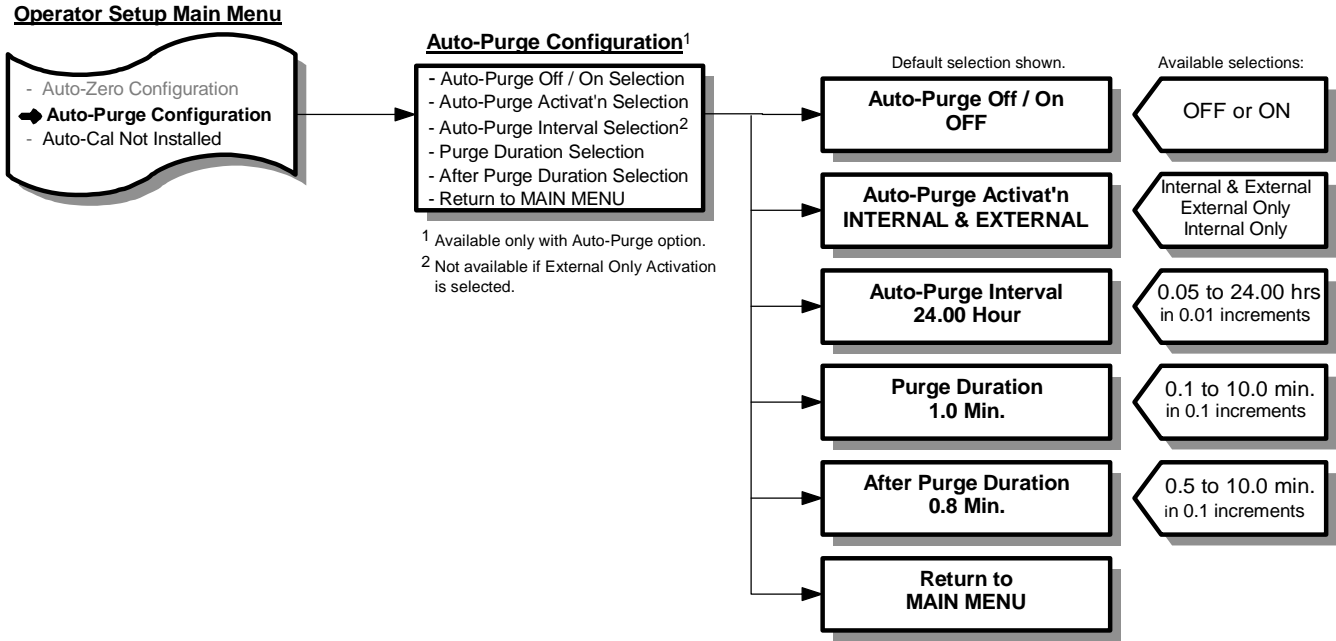 Operator Setup Main Menu
- Auto-Zero Configuration
Auto-Purge Configuration
- Auto-Cal Not Installed
Auto-Purge Configuration1
- Auto-Purge Off / On Selection
- Auto-Purge Activat'n Selection
- Auto-Purge Interval Selection2
- Purge Duration Selection
- After Purge Duration Selection
- Return to MAIN MENU
1 Available only with Auto-Purge option.
2 Not available if External Only Activation
is selected.
Default selection shown.
Available selections:
Auto-Purge Off / On
OFF
OFF or ON
Auto-Purge Activat'n
INTERNAL & EXTERNAL
Internal & External
External Only
Internal Only
Auto-Purge Interval
24.00 Hour
0.05 to 24.00 hrs
in 0.01 increments
Purge Duration
1.0 Min.
0.1 to 10.0 min.
in 0.1 increments
After Purge Duration
0.8 Min.
0.5 to 10.0 min.
in 0.1 increments
Return to
MAIN MENU